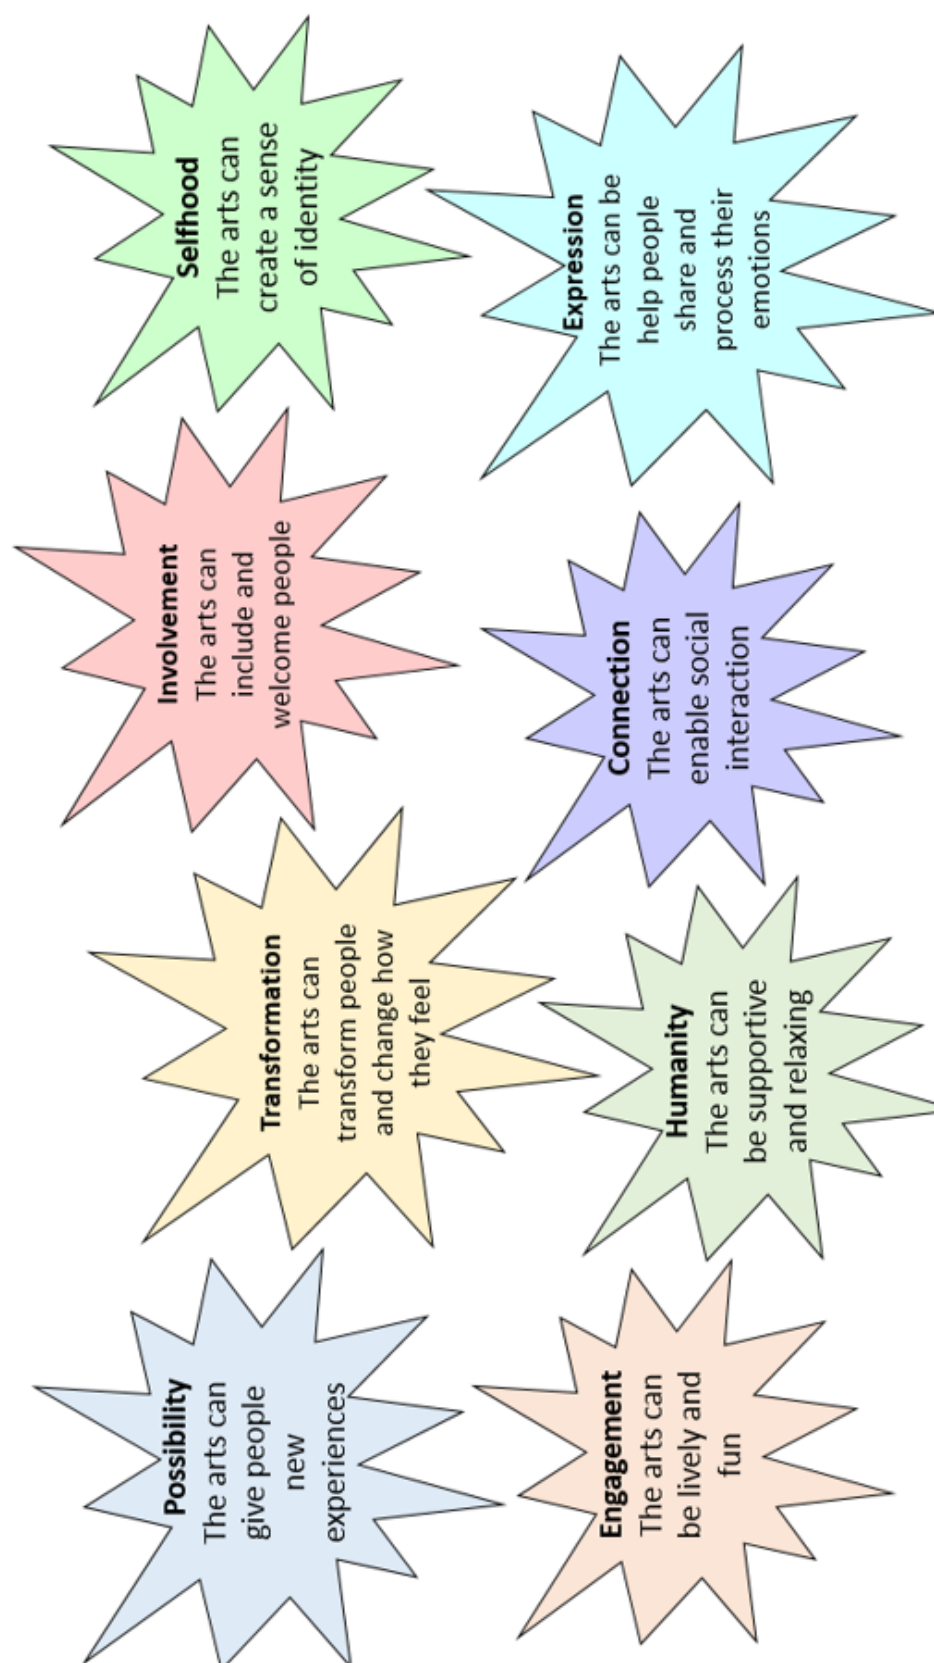 Possibility
The arts can
give people
new
experiences
Transformation
The arts can
transform people
and change how
they feel
Involvement
The arts can
include and
welcome people
Selfhood
The arts can
create a sense
of identity
Engagement
The arts can
be lively and
fun
Humanity
The arts can
be supportive
and relaxing
Connection
The arts can
enable social
interaction
Expression
The arts can be
help people
share and
process their
emotions